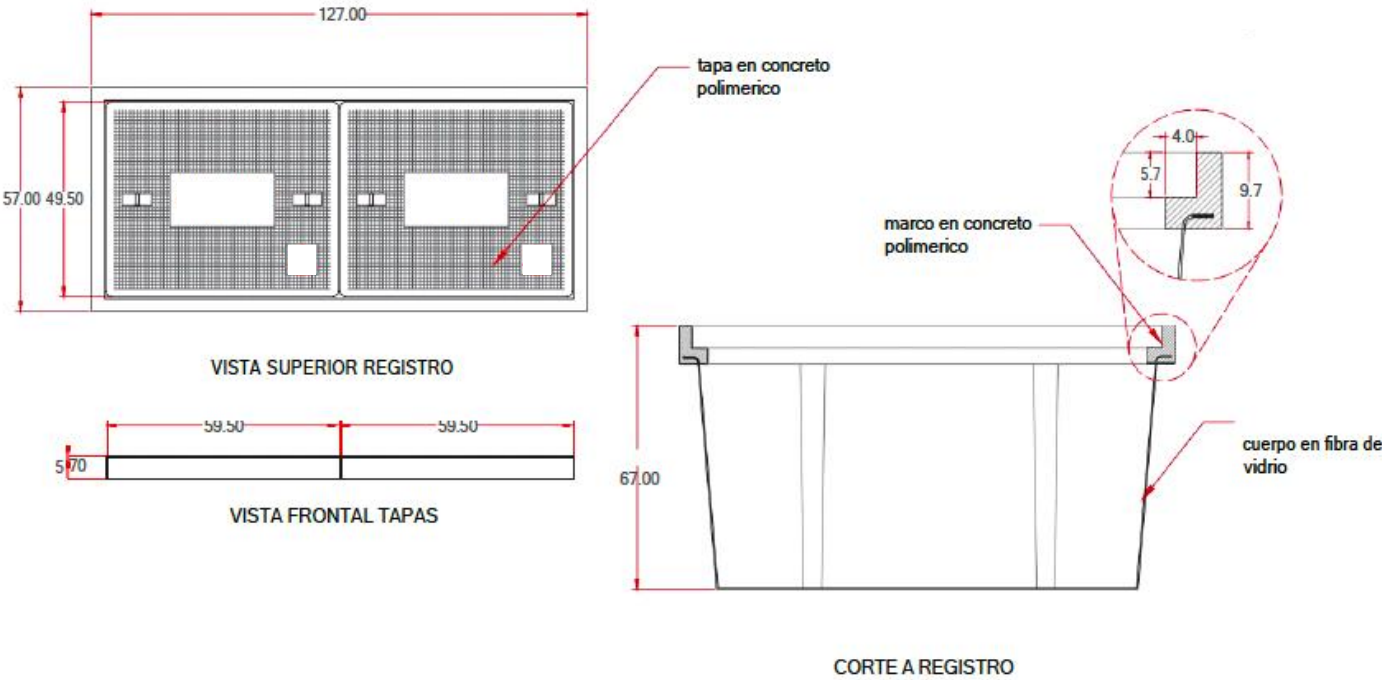 127.00
tapa en concreto
polimerico
57.00
49.50
4.0
5.7
9.7
marco en concreto
polimerico
VISTA SUPERIOR REGISTRO
59.50
59.50
5.70
67.00
cuerpo en fibra de
vidrio
VISTA FRONTAL TAPAS
CORTE A REGISTRO